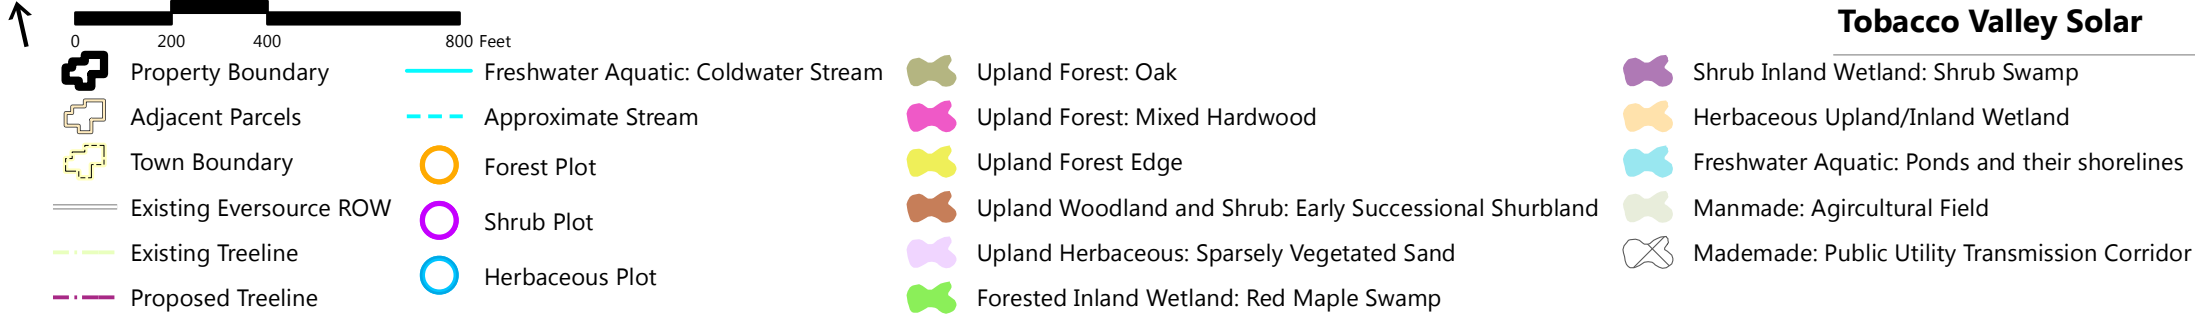 Tobacco Valley Solar
0 200 400 800 Feet
Property Boundary
Adjacent Parcels
Town Boundary
Existing Eversource ROW
Existing Treeline
Proposed Treeline
Freshwater Aquatic: Coldwater Stream
Approximate Stream
Forest Plot
Shrub Plot
Herbaceous Plot
Upland Forest: Oak
Upland Forest: Mixed Hardwood
Upland Forest Edge
Upland Woodland and Shrub: Early Successional Shurbland
Upland Herbaceous: Sparsely Vegetated Sand
Forested Inland Wetland: Red Maple Swamp
Shrub Inland Wetland: Shrub Swamp
Herbaceous Upland/Inland Wetland
Freshwater Aquatic: Ponds and their shorelines
Manmade: Agircultural Field
Mademade: Public Utility Transmission Corridor